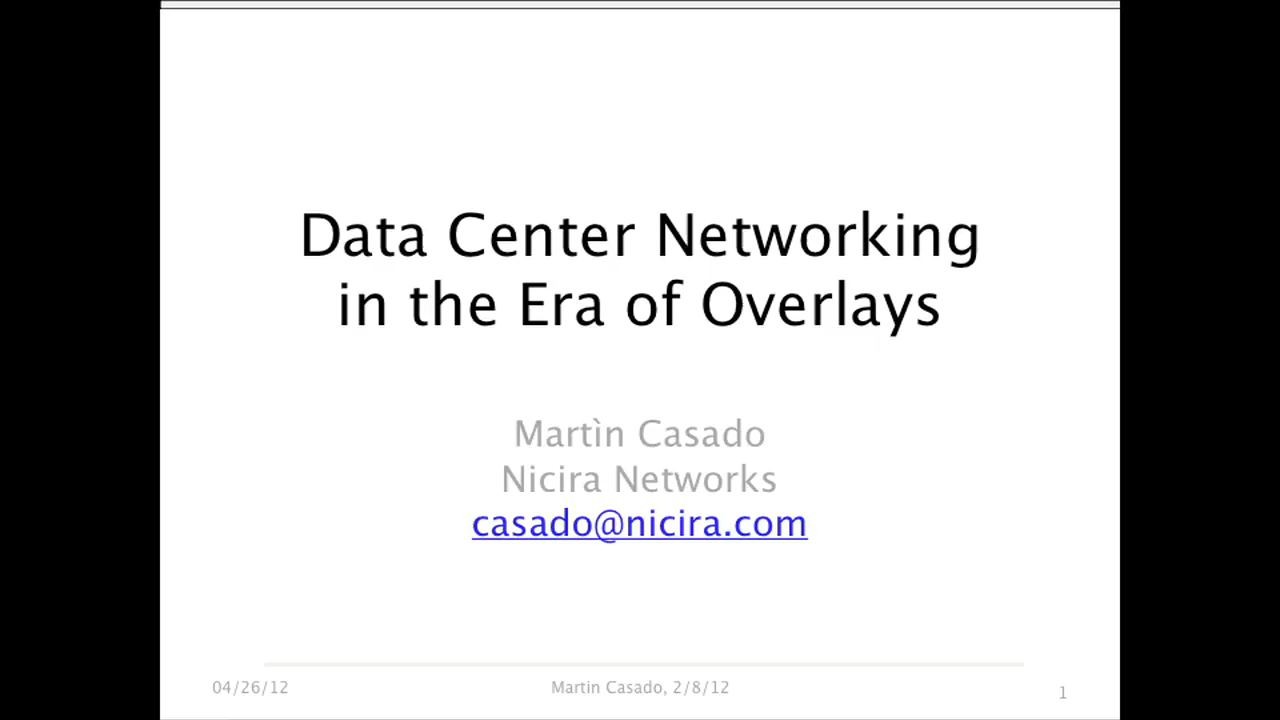 Data Center Networking
in the Era of Overlays
Martìn Casado
Nicira Networks
casado@nicira.com
04/26/12
Martin Casado, 2/8/12
1